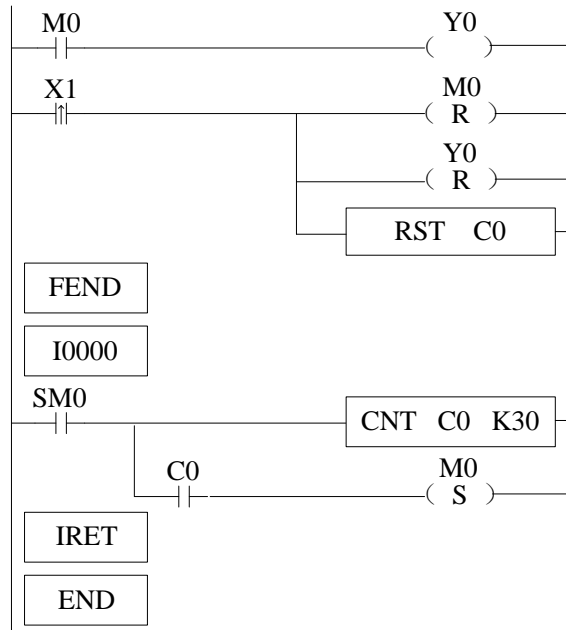 M0 Y0
X1 M0
R
Y0
R
RST C0
FEND
I0000
SM0
CNT C0 K30
C0 M0
S
IRET
END